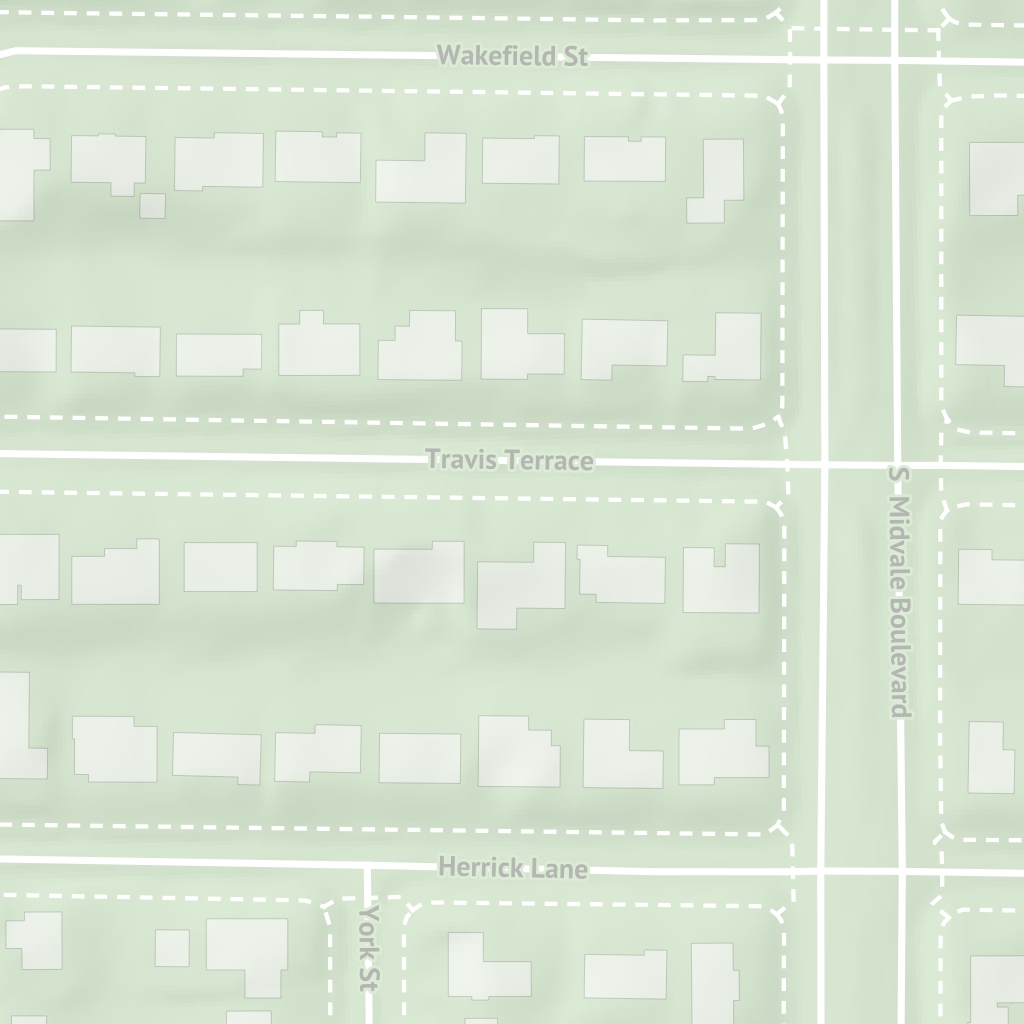 Wakefield St
Travis Terrace
S Midvale Boulevard
Herrick Lane
York St